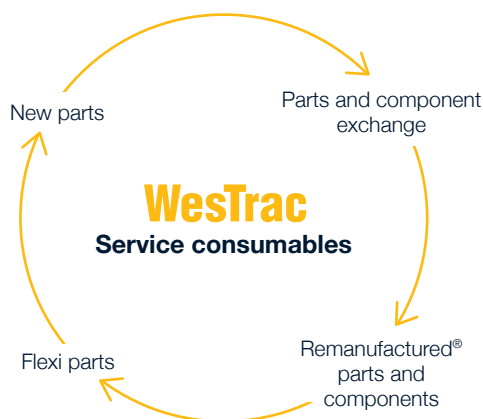 New parts
Parts and component
exchange
WesTrac
Service consumables
Flexi parts
Remanufactured®
parts and
components